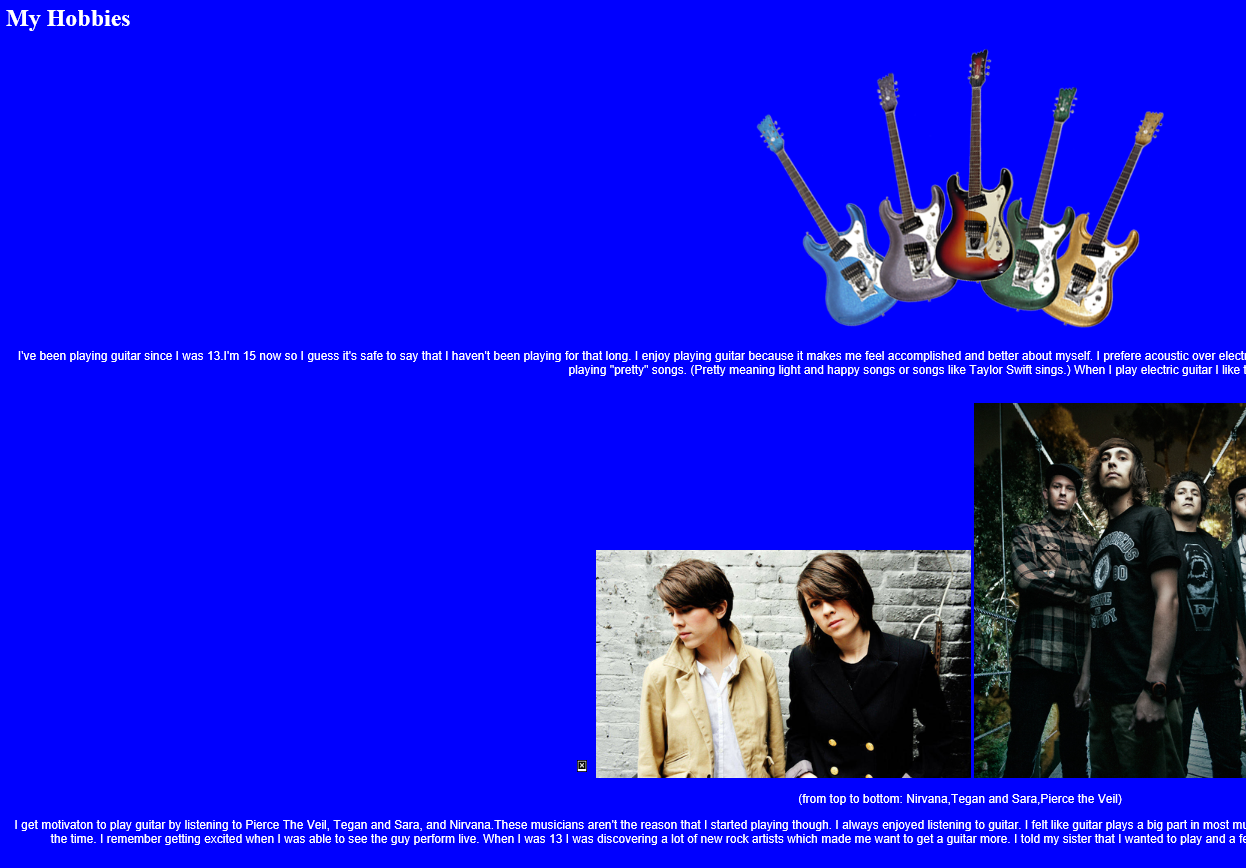 My Hobbies
I've been playing guitar since I was 13.I'm 15 now so I guess it's safe to say that I haven't been playing for that long. I enjoy playing guitar because it makes me feel accomplished and better about myself. I prefere acoustic over
playing "pretty" songs. (Pretty meaning light and happy songs or songs like Taylor Swift sings.) When I play electric guitar I like
(from top to bottom: Nirvana,Tegan and Sara,Pierce the Veil)
I get motivaton to play guitar by listening to Pierce The Veil, Tegan and Sara, and Nirvana.These musicians aren't the reason that I started playing though. I always enjoyed listening to guitar. I felt like guitar plays a big part in most
the time. I remember getting excited when I was able to see the guy perform live. When I was 13 I was discovering a lot of new rock artists which made me want to get a guitar more. I told my sister that I wanted to play and a